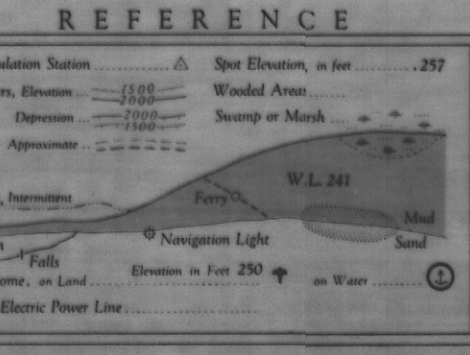 REFERENCE
ulation Station Spot Elevation, in feet .257
rs, Elevation 1500 2000 Wooded Areas
Depression 2000 1500 Swamp or Marsh
Approximate
, Intermittent Ferry W.L. 241
Mud
Navigation Light Sand
Falls
ome, on Land Elevation in Feet 250 on Water
Electric Power Line